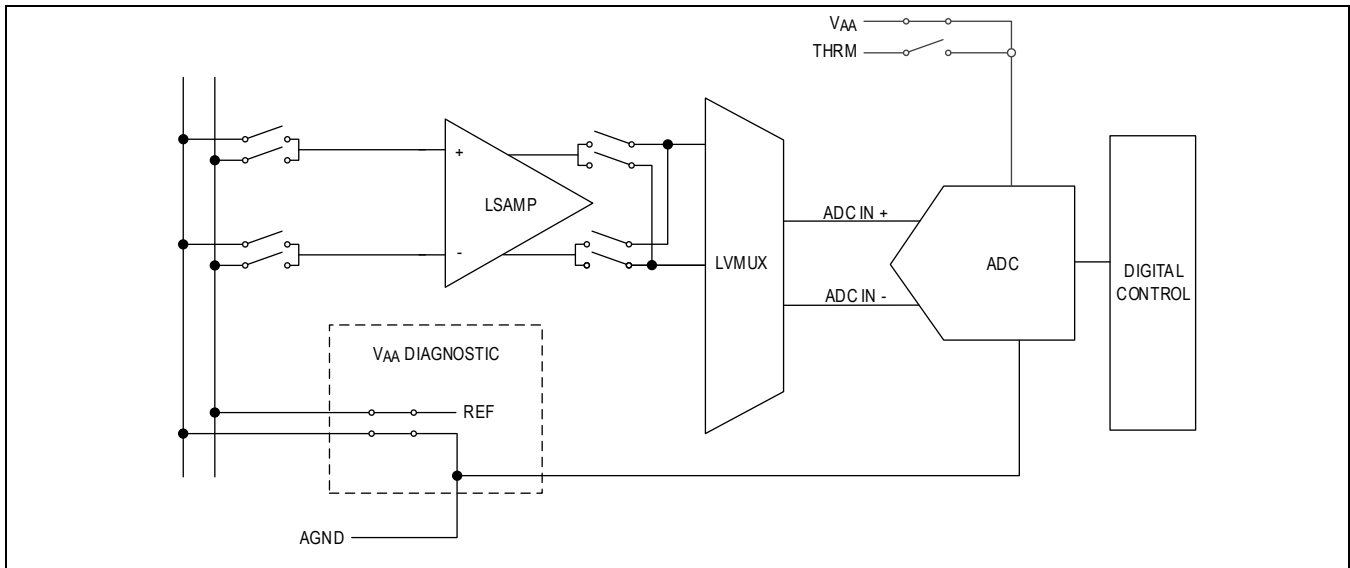 VAA
THRM
+
LSAMP
-
LVMUX
ADC IN +
ADC IN -
ADC
DIGITAL
CONTROL
VAA DIAGNOSTIC
REF
AGND